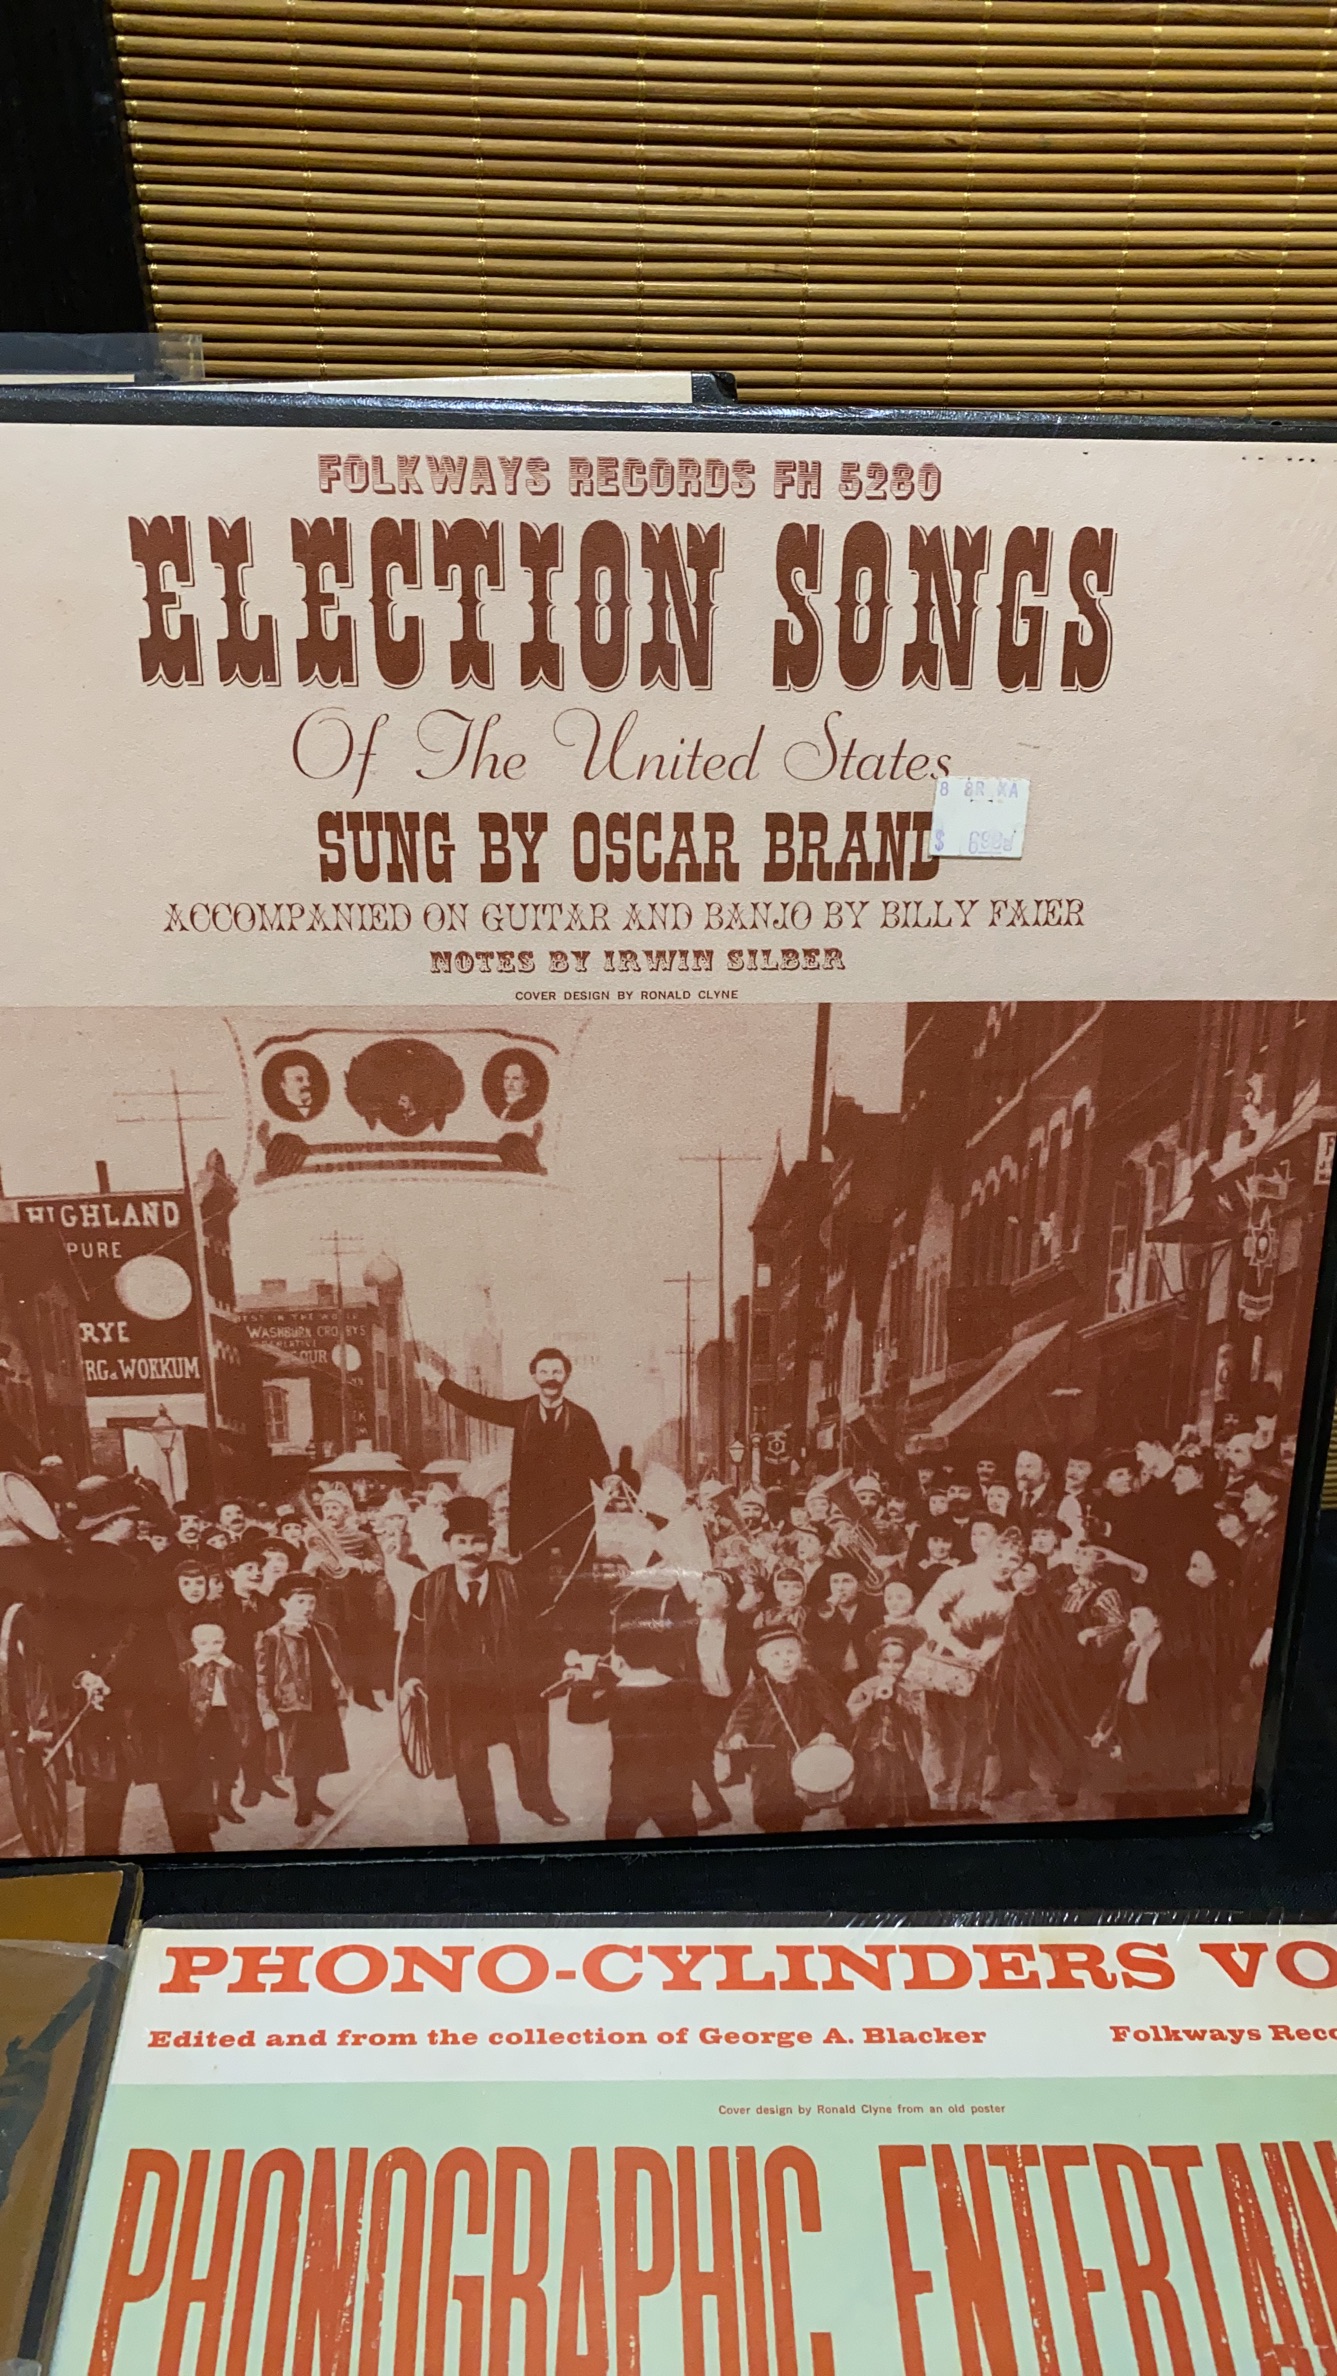 FOLKWAYS RECORDS FH 5280
ELECTION SONGS
Of The United States
SUNG BY OSCAR BRAND
ACCOMPANIED ON GUITAR AND BANJO BY BILLY FAIER
NOTES BY IRWIN SILBER
COVER DESIGN BY RONALD CLYNE
HIGHLAND
PURE
RYE
RG. WORKUM
WASHBURN CROSBYS
PHONO-CYLINDERS VO
Edited and from the collection of George A. Blacker
Folkways Reco
Cover design by Ronald Clyne from an old poster
PHONOGRAPHIC ENTERTAIN